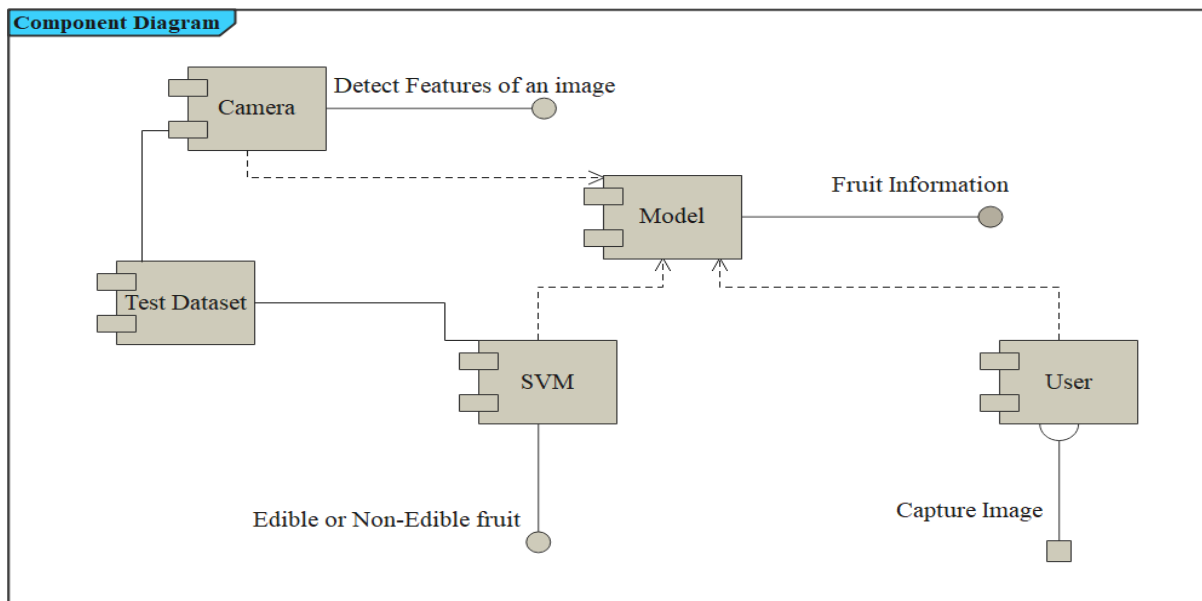 Component Diagram
Detect Features of an image
Camera
Fruit Information
Model
Test Dataset
SVM
User
Capture Image
Edible or Non-Edible fruit